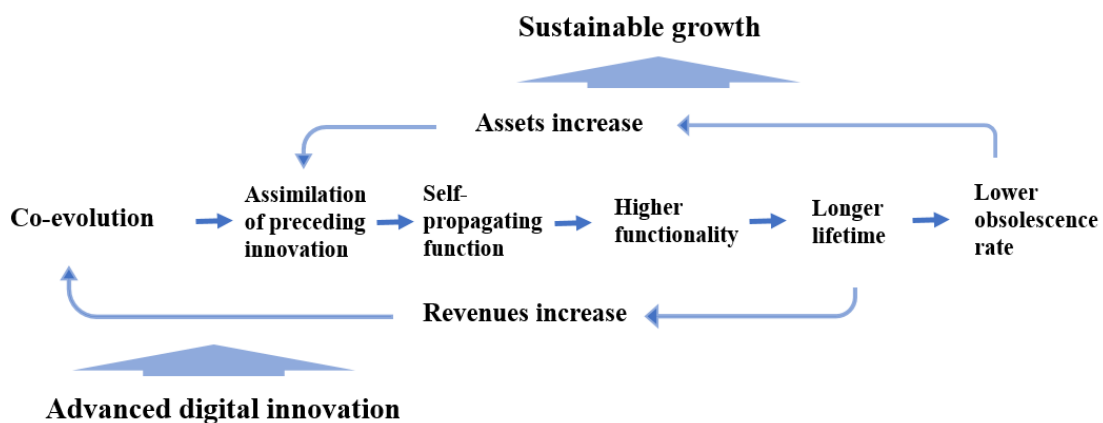 Sustainable growth
Assets increase
Co-evolution
Assimilation
of preceding
innovation
Self-
propagating
function
Higher
functionality
Longer
lifetime
Lower
obsolescence
rate
Revenues increase
Advanced digital innovation